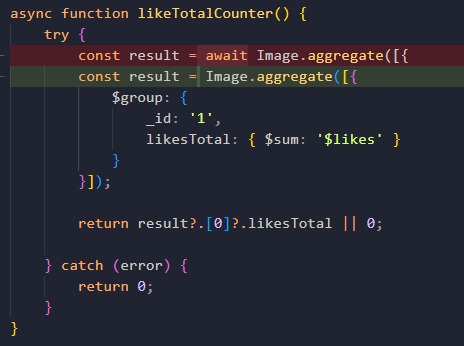 async function likeTotalCounter() {
    try {
        const result = await Image.aggregate([{
        const result = Image.aggregate([{
            $group: {
                _id: '1',
                likesTotal: { $sum: '$likes' }
            }
        }]);

        return result?.[0]?.likesTotal || 0;

    } catch (error) {
        return 0;
    }
}